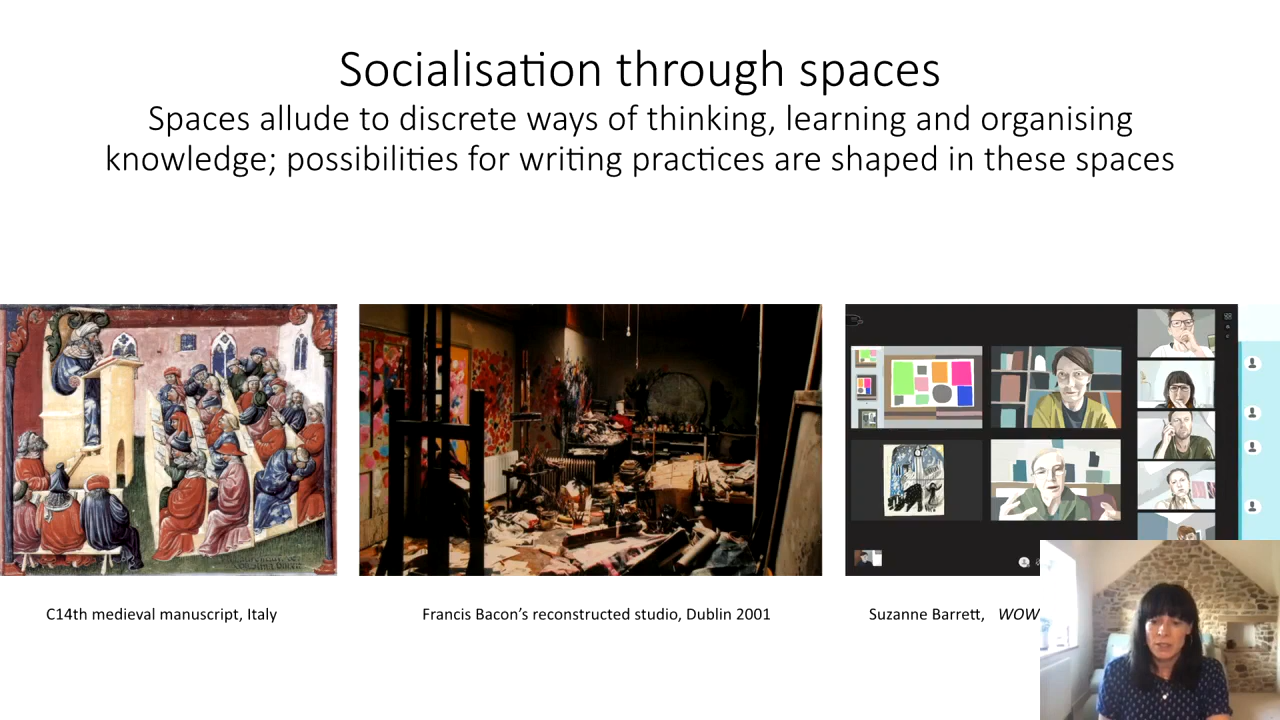 Socialisation through spaces
Spaces allude to discrete ways of thinking, learning and organising
knowledge; possibilities for writing practices are shaped in these spaces
C14th medieval manuscript, Italy
Francis Bacon’s reconstructed studio, Dublin 2001
Suzanne Barrett, WOW